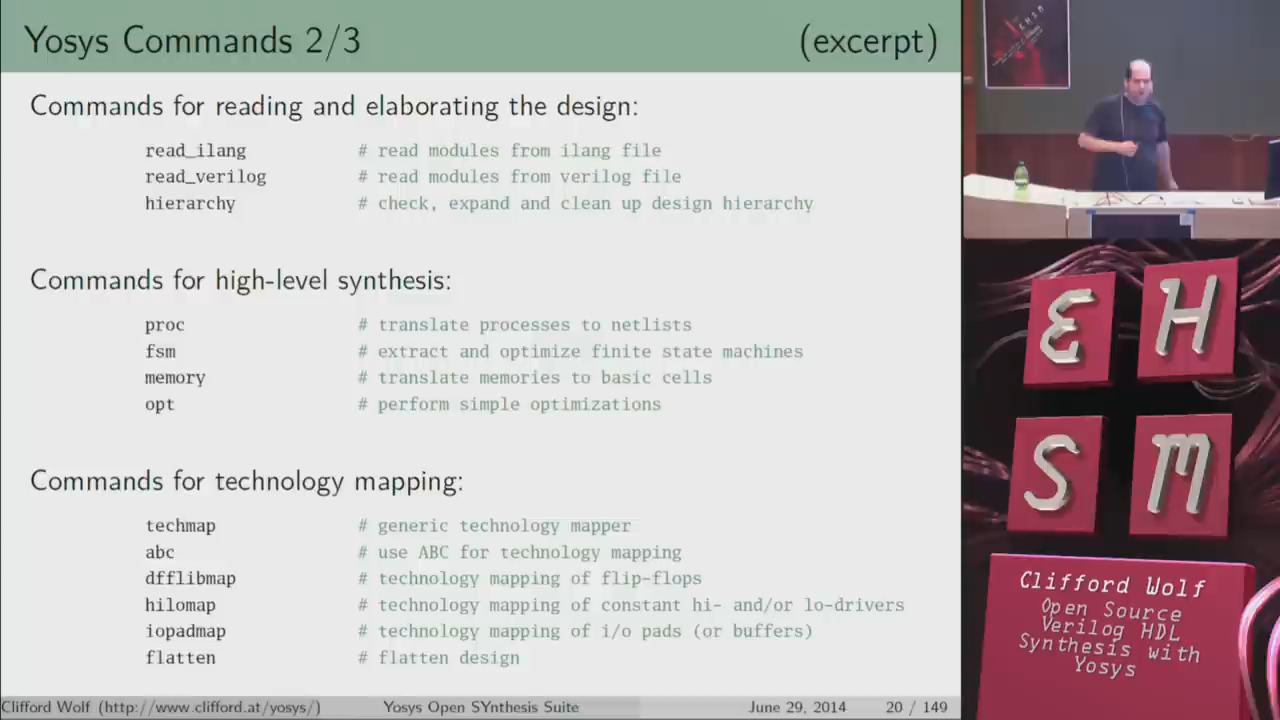 Yosys Commands 2/3 (excerpt)
Commands for reading and elaborating the design:
read_ilang # read modules from ilang file
read_verilog # read modules from verilog file
hierarchy # check, expand and clean up design hierarchy
Commands for high-level synthesis:
proc # translate processes to netlists
fsm # extract and optimize finite state machines
memory # translate memories to basic cells
opt # perform simple optimizations
Commands for technology mapping:
techmap # generic technology mapper
abc # use ABC for technology mapping
dfflibmap # technology mapping of flip-flops
hilomap # technology mapping of constant hi- and/or lo-drivers
iopadmap # technology mapping of i/o pads (or buffers)
flatten # flatten design
Clifford Wolf (http://www.clifford.at/yosys/) Yosys Open SYnthesis Suite June 29, 2014 20 / 149
E H
S M
Clifford Wolf
Open Source
Verilog HDL
Synthesis with
Yosys